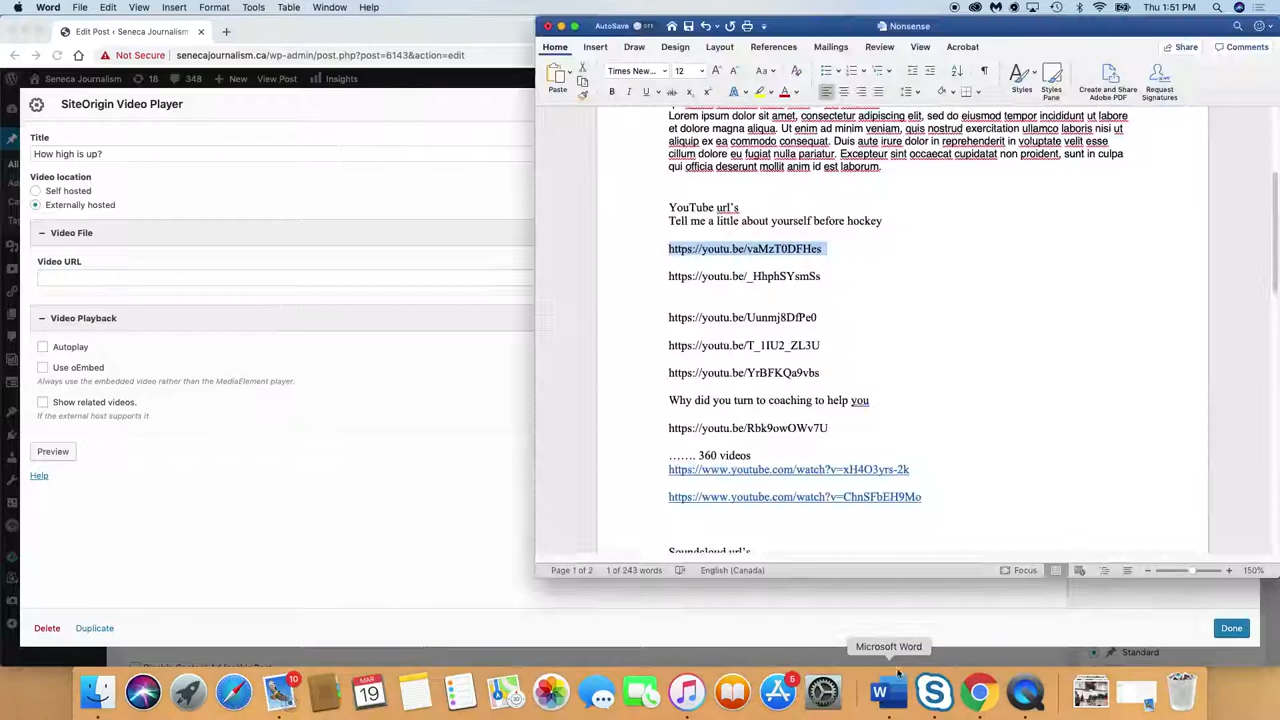 Word File Edit View Insert Format Tools Table Window Help
Thu 1:51 PM
Edit Post ‹ Seneca Journalism
Not Secure senecajournalism.ca/wp-admin/post.php?post=6143&action=edit
Seneca Journalism 18 348 New View Post Insights
SiteOrigin Video Player
Title
How high is up?
Video location
Self hosted
Externally hosted
Video File
Video URL
Video Playback
Autoplay
Use oEmbed
Always use the embedded video rather than the MediaElement player.
Show related videos.
If the external host supports it
Preview
Help
Delete Duplicate
Done
AutoSave OFF
Nonsense
Home Insert Draw Design Layout References Mailings Review View Acrobat
Share Comments
Paste
Times New... 12
Styles
Styles Pane
Create and Share Adobe PDF
Request Signatures
Lorem ipsum dolor sit amet, consectetur adipiscing elit, sed do eiusmod tempor incididunt ut labore
et dolore magna aliqua. Ut enim ad minim veniam, quis nostrud exercitation ullamco laboris nisi ut
aliquip ex ea commodo consequat. Duis aute irure dolor in reprehenderit in voluptate velit esse
cillum dolore eu fugiat nulla pariatur. Excepteur sint occaecat cupidatat non proident, sunt in culpa
qui officia deserunt mollit anim id est laborum.
YouTube url's
Tell me a little about yourself before hockey
https://youtu.be/vaMzT0DFHes
https://youtu.be/_HhphSYsmSs
https://youtu.be/Uunmj8DfPe0
https://youtu.be/T_1IU2_ZL3U
https://youtu.be/YrBFKQa9vbs
Why did you turn to coaching to help you
https://youtu.be/Rbk9owOWv7U
……. 360 videos
https://www.youtube.com/watch?v=xH4O3yrs-2k
https://www.youtube.com/watch?v=ChnSFbEH9Mo
Soundcloud url's
Page 1 of 2 1 of 243 words English (Canada)
Focus 150%
Microsoft Word
Standard
10
MAR
19
5